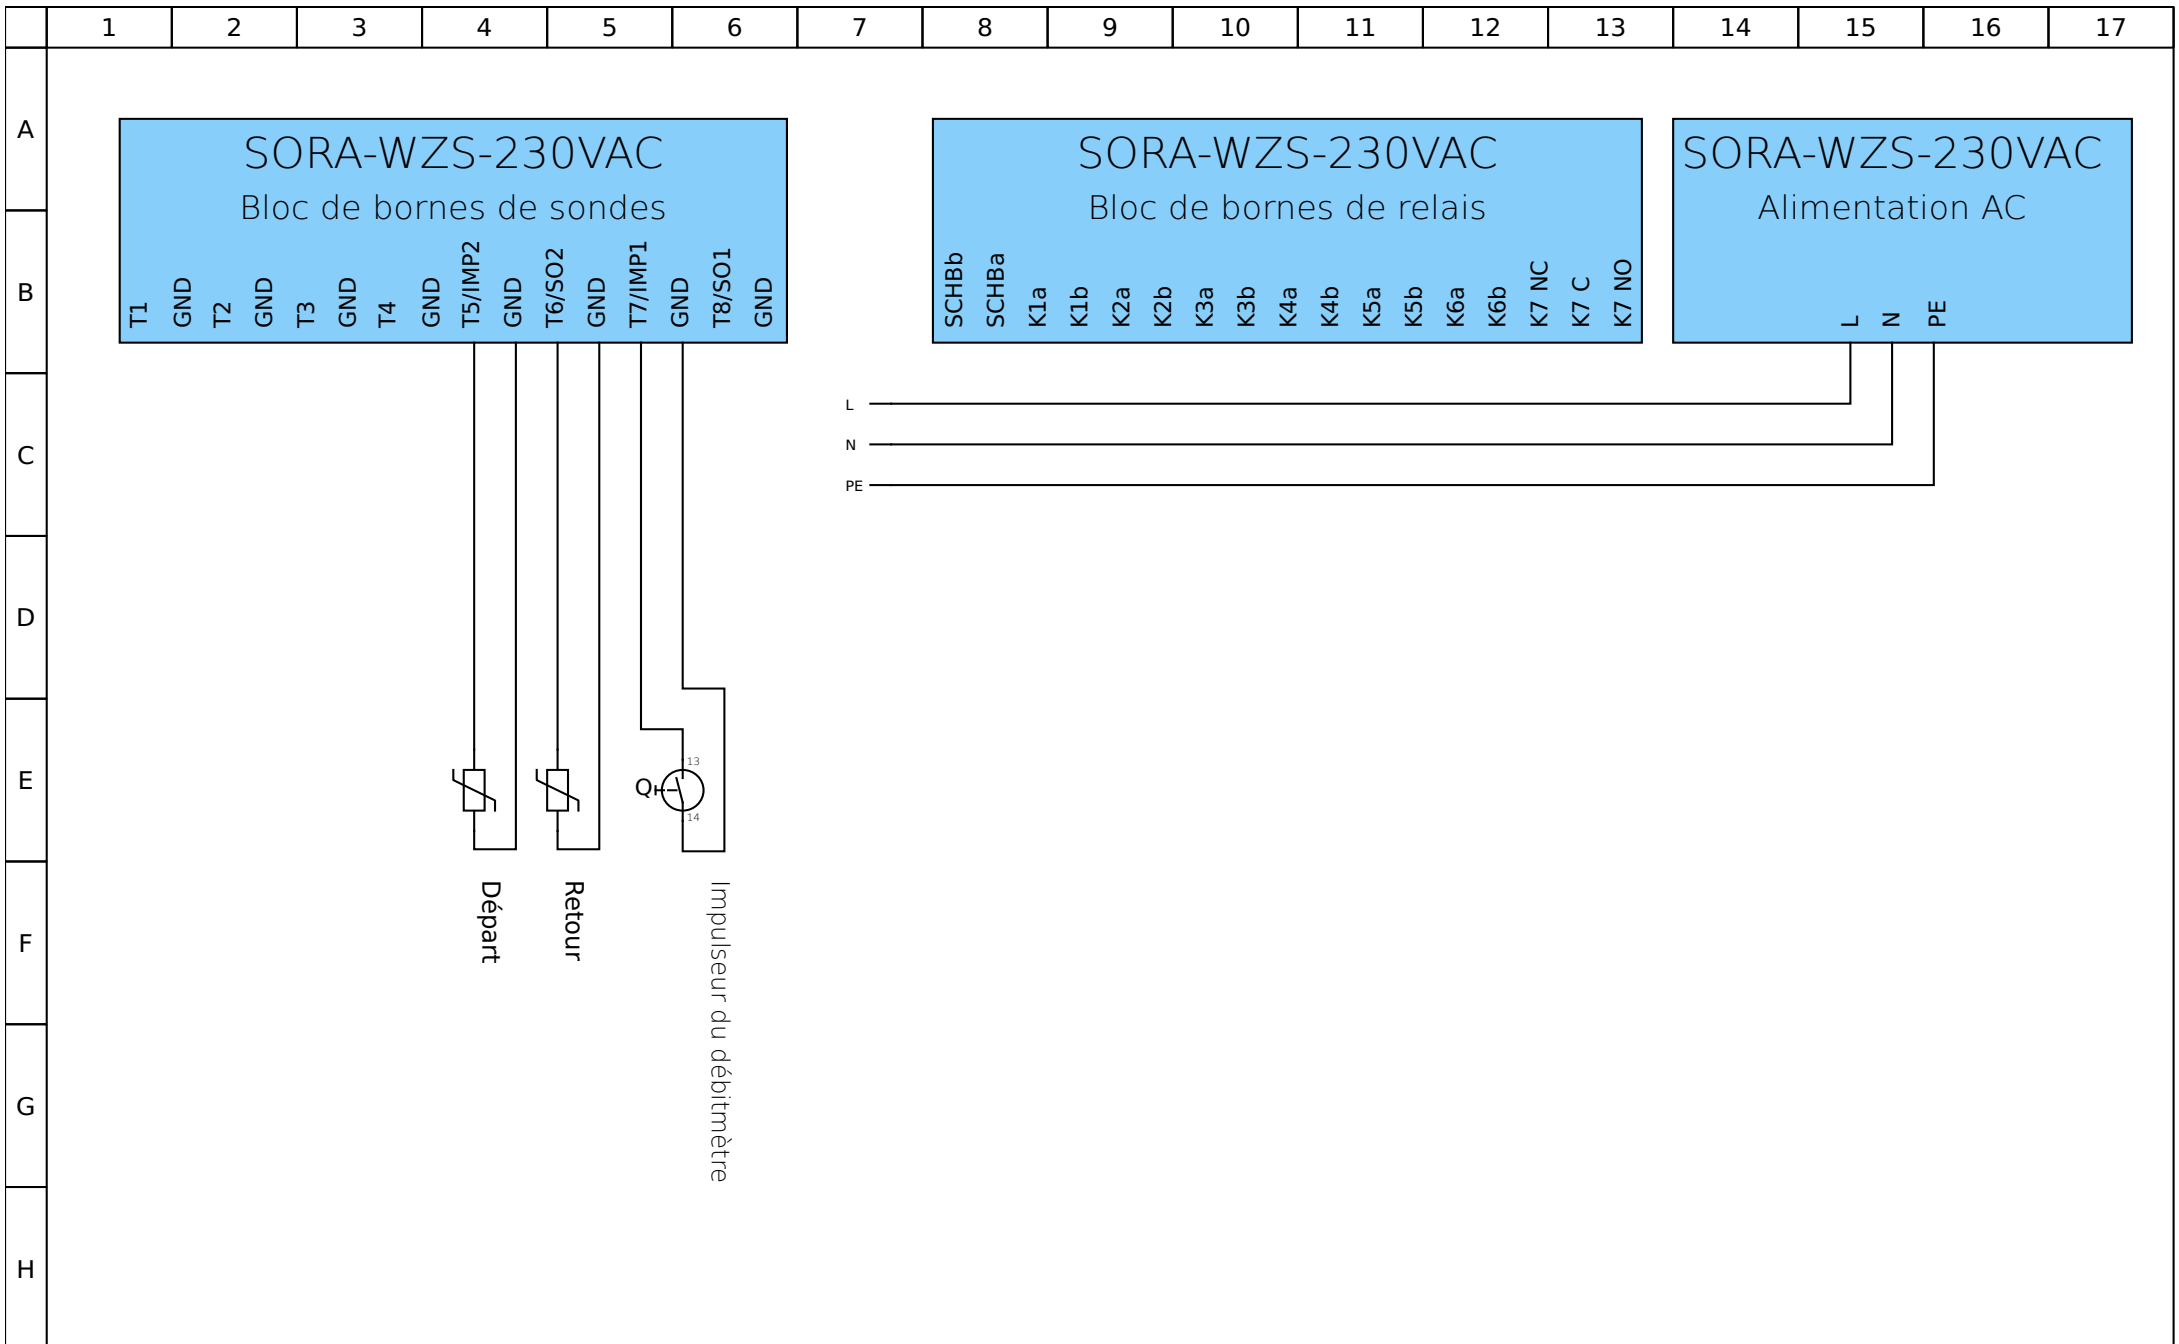 1 2 3 4 5 6 7 8 9 10 11 12 13 14 15 16 17
A
B
C
D
E
F
G
H
SORA-WZS-230VAC
Bloc de bornes de sondes
T1
GND
T2
GND
T3
GND
T4
GND
T5/IMP2
GND
T6/SO2
GND
T7/IMP1
GND
T8/SO1
GND
SORA-WZS-230VAC
Bloc de bornes de relais
SCHBb
SCHBa
K1a
K1b
K2a
K2b
K3a
K3b
K4a
K4b
K5a
K5b
K6a
K6b
K7 NC
K7 C
K7 NO
SORA-WZS-230VAC
Alimentation AC
L
N
PE
L
N
PE
13
Q
14
Départ
Retour
Impulseur du débitmètre